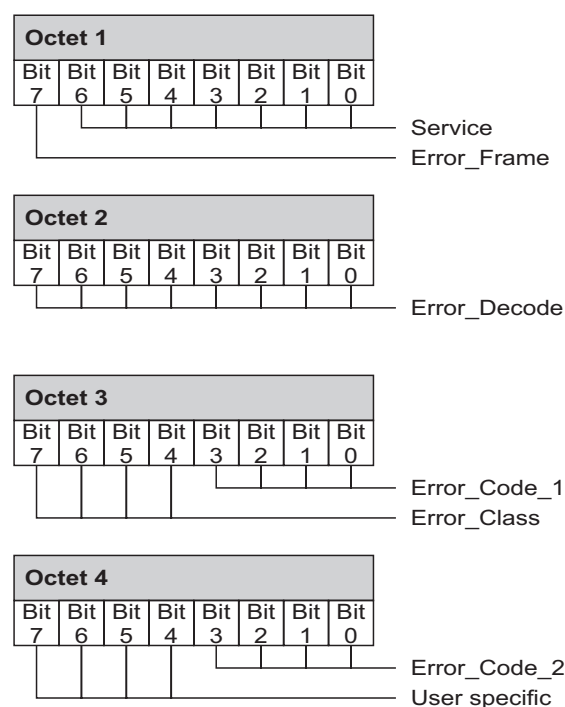 Octet 1
Bit Bit Bit Bit Bit Bit Bit Bit
7 6 5 4 3 2 1 0
Service
Error_Frame
Octet 2
Bit Bit Bit Bit Bit Bit Bit Bit
7 6 5 4 3 2 1 0
Error_Decode
Octet 3
Bit Bit Bit Bit Bit Bit Bit Bit
7 6 5 4 3 2 1 0
Error_Code_1
Error_Class
Octet 4
Bit Bit Bit Bit Bit Bit Bit Bit
7 6 5 4 3 2 1 0
Error_Code_2
User specific